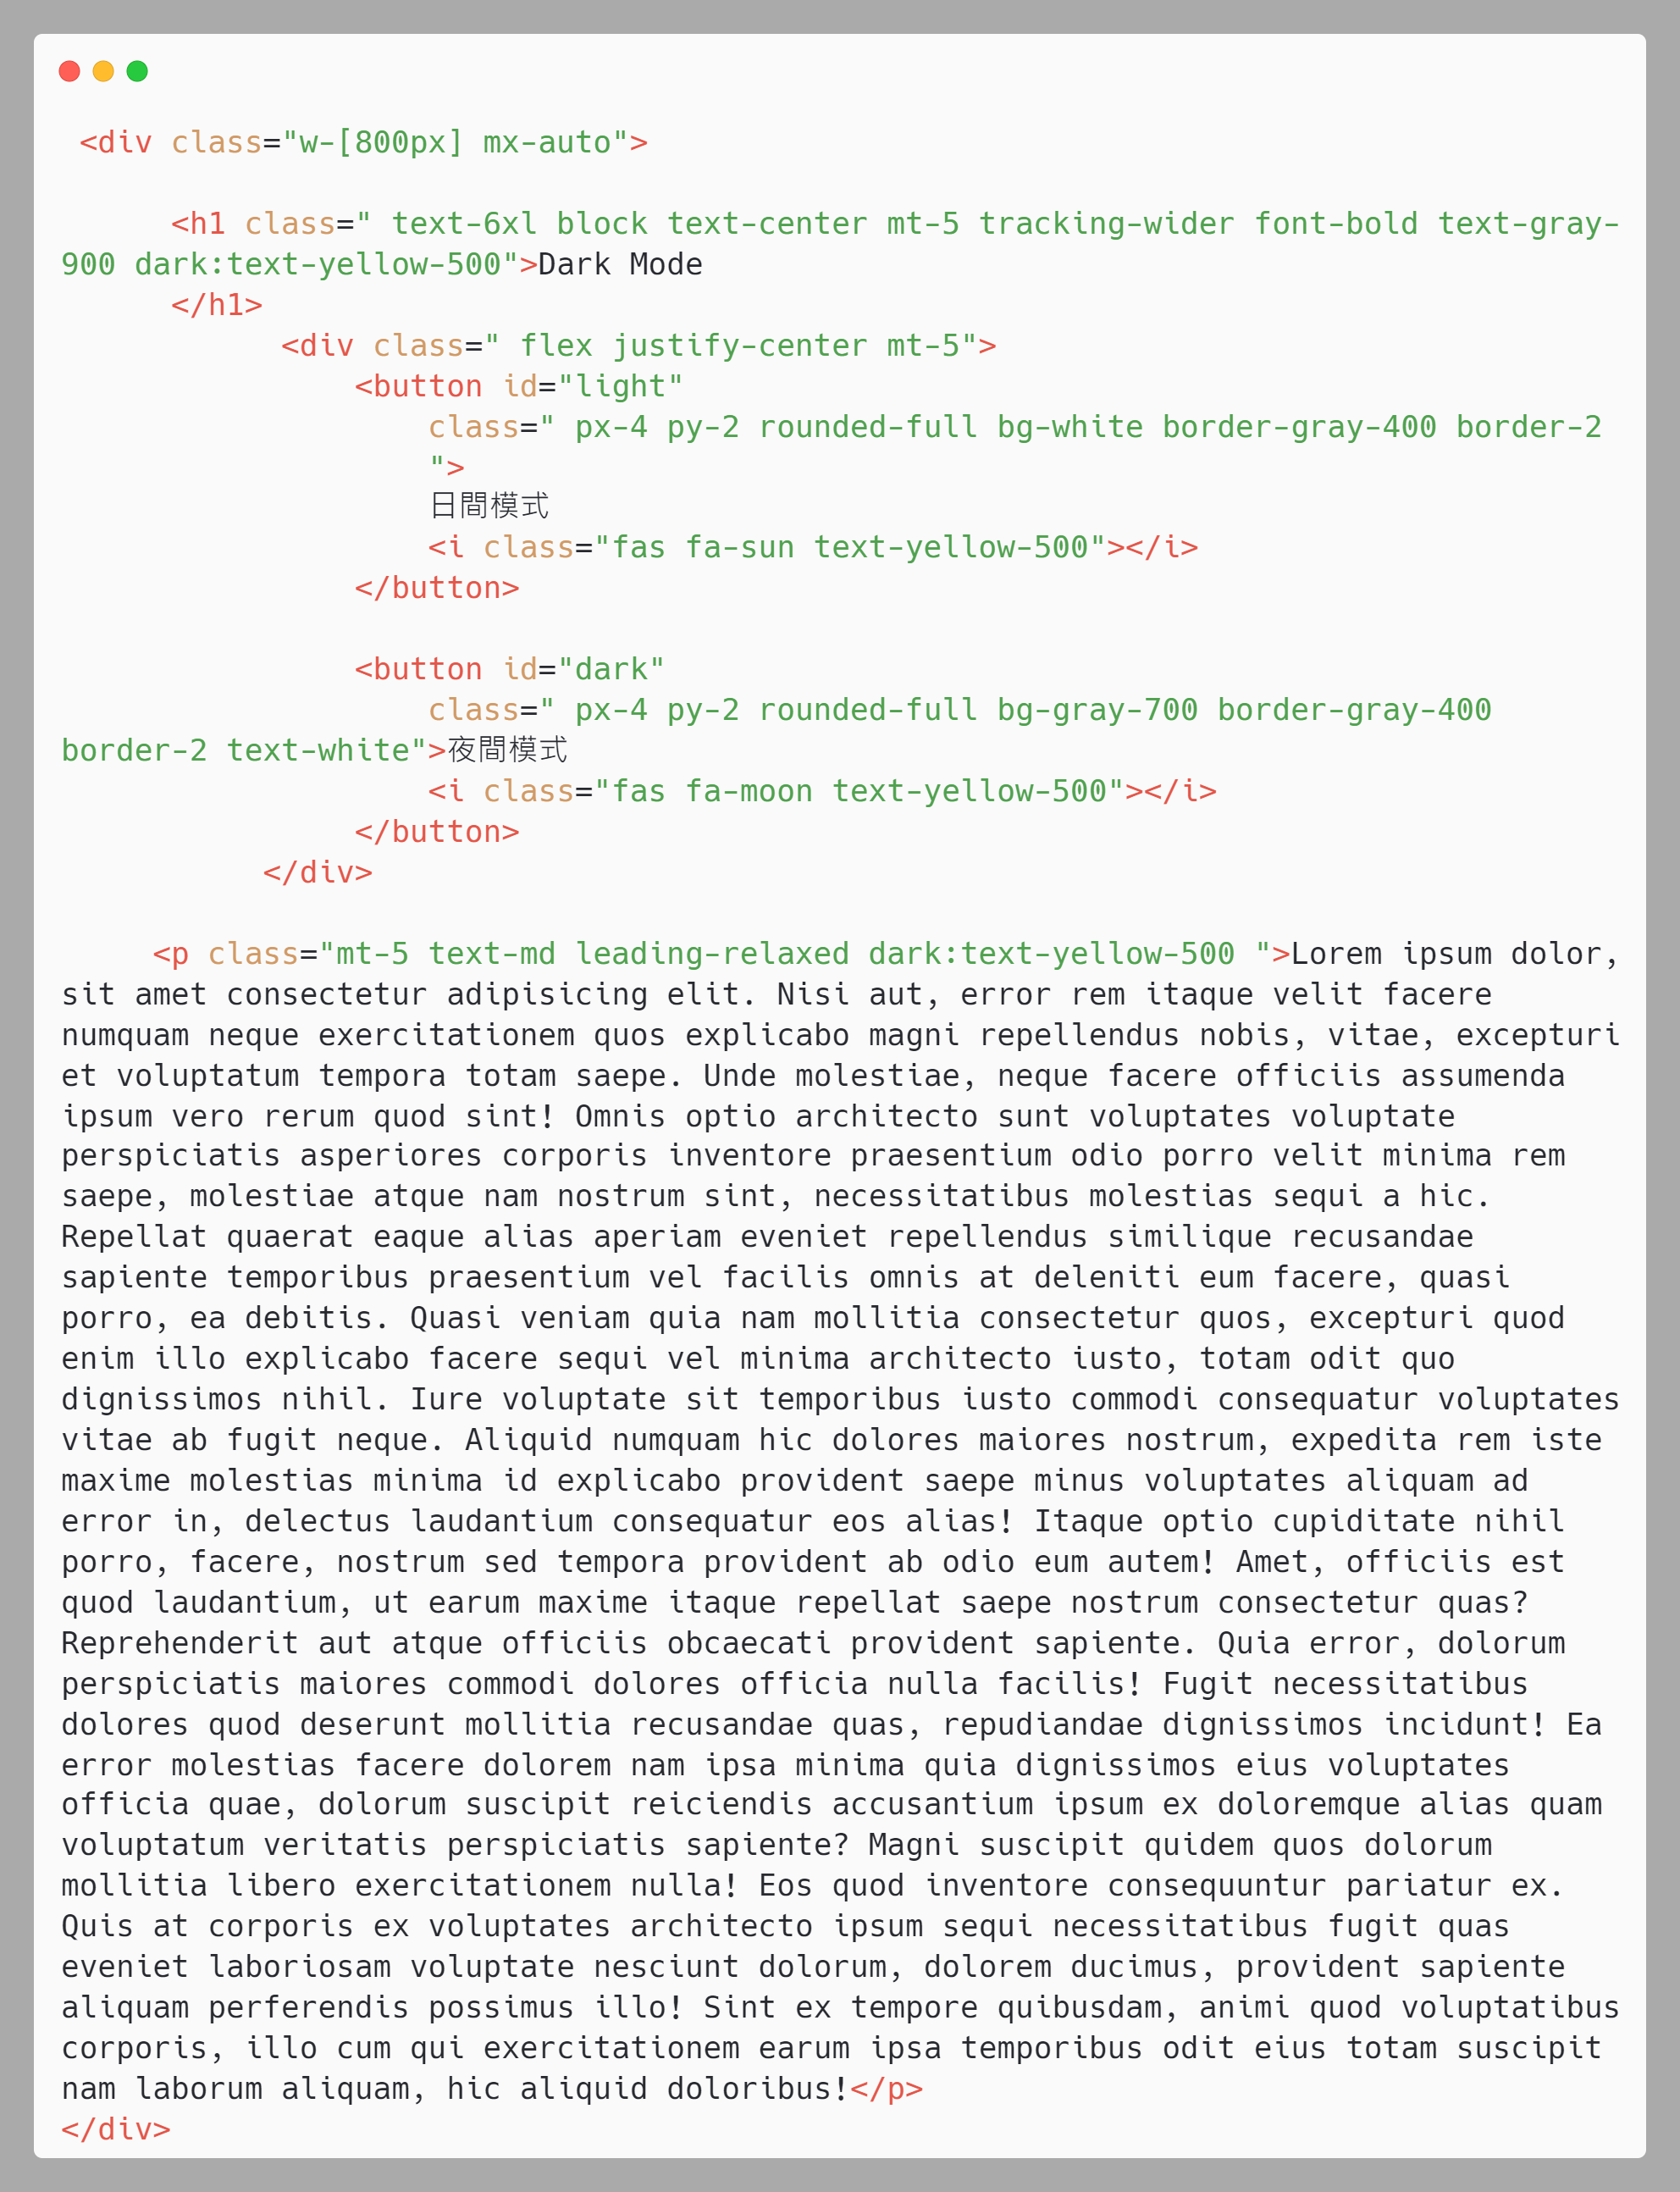 <div class="w-[800px] mx-auto">
<h1 class=" text-6xl block text-center mt-5 tracking-wider font-bold text-gray-
900 dark:text-yellow-500">Dark Mode
</h1>
<div class=" flex justify-center mt-5">
<button id="light"
class=" px-4 py-2 rounded-full bg-white border-gray-400 border-2
">
日間模式
<i class="fas fa-sun text-yellow-500"></i>
</button>
<button id="dark"
class=" px-4 py-2 rounded-full bg-gray-700 border-gray-400
border-2 text-white">夜間模式
<i class="fas fa-moon text-yellow-500"></i>
</button>
</div>
<p class="mt-5 text-md leading-relaxed dark:text-yellow-500 ">Lorem ipsum dolor,
sit amet consectetur adipisicing elit. Nisi aut, error rem itaque velit facere
numquam neque exercitationem quos explicabo magni repellendus nobis, vitae, excepturi
et voluptatum tempora totam saepe. Unde molestiae, neque facere officiis assumenda
ipsum vero rerum quod sint! Omnis optio architecto sunt voluptates voluptate
perspiciatis asperiores corporis inventore praesentium odio porro velit minima rem
saepe, molestiae atque nam nostrum sint, necessitatibus molestias sequi a hic.
Repellat quaerat eaque alias aperiam eveniet repellendus similique recusandae
sapiente temporibus praesentium vel facilis omnis at deleniti eum facere, quasi
porro, ea debitis. Quasi veniam quia nam mollitia consectetur quos, excepturi quod
enim illo explicabo facere sequi vel minima architecto iusto, totam odit quo
dignissimos nihil. Iure voluptate sit temporibus iusto commodi consequatur voluptates
vitae ab fugit neque. Aliquid numquam hic dolores maiores nostrum, expedita rem iste
maxime molestias minima id explicabo provident saepe minus voluptates aliquam ad
error in, delectus laudantium consequatur eos alias! Itaque optio cupiditate nihil
porro, facere, nostrum sed tempora provident ab odio eum autem! Amet, officiis est
quod laudantium, ut earum maxime itaque repellat saepe nostrum consectetur quas?
Reprehenderit aut atque officiis obcaecati provident sapiente. Quia error, dolorum
perspiciatis maiores commodi dolores officia nulla facilis! Fugit necessitatibus
dolores quod deserunt mollitia recusandae quas, repudiandae dignissimos incidunt! Ea
error molestias facere dolorem nam ipsa minima quia dignissimos eius voluptates
officia quae, dolorum suscipit reiciendis accusantium ipsum ex doloremque alias quam
voluptatum veritatis perspiciatis sapiente? Magni suscipit quidem quos dolorum
mollitia libero exercitationem nulla! Eos quod inventore consequuntur pariatur ex.
Quis at corporis ex voluptates architecto ipsum sequi necessitatibus fugit quas
eveniet laboriosam voluptate nesciunt dolorum, dolorem ducimus, provident sapiente
aliquam perferendis possimus illo! Sint ex tempore quibusdam, animi quod voluptatibus
corporis, illo cum qui exercitationem earum ipsa temporibus odit eius totam suscipit
nam laborum aliquam, hic aliquid doloribus!</p>
</div>